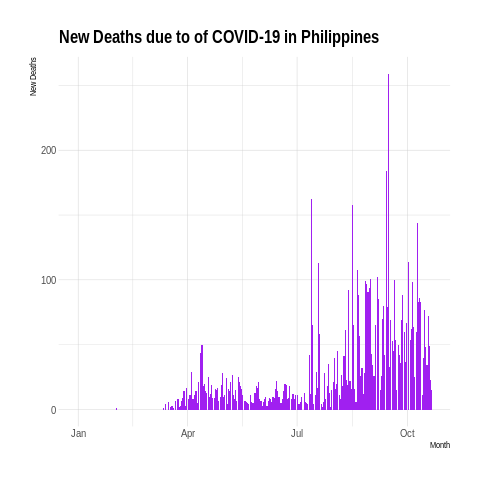 New Deaths due to of COVID-19 in Philippines
New Deaths
200
100
0
Jan Apr Jul Oct
Month